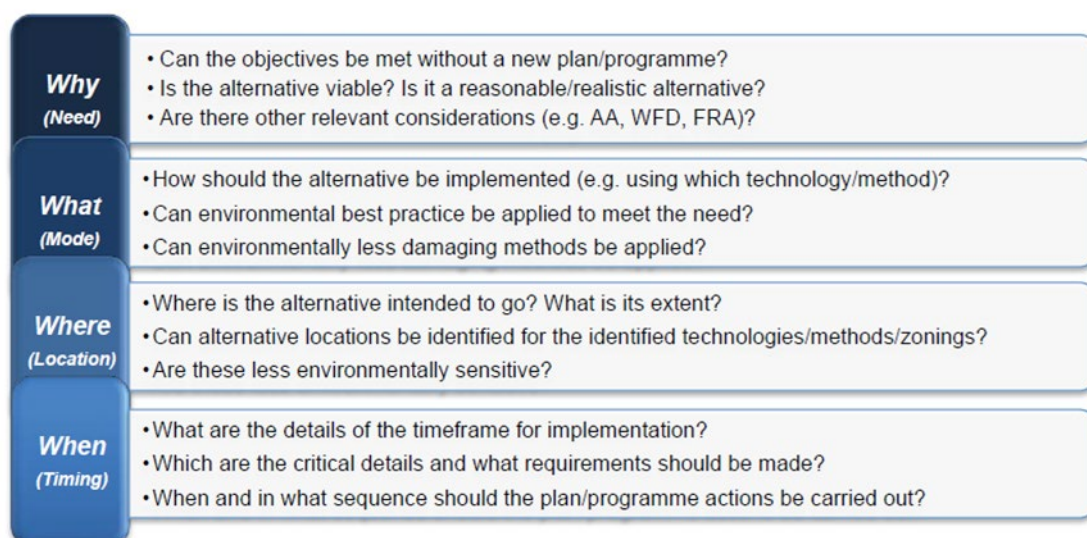 Why
(Need)
• Can the objectives be met without a new plan/programme?
• Is the alternative viable? Is it a reasonable/realistic alternative?
• Are there other relevant considerations (e.g. AA, WFD, FRA)?
What
(Mode)
• How should the alternative be implemented (e.g. using which technology/method)?
• Can environmental best practice be applied to meet the need?
• Can environmentally less damaging methods be applied?
Where
(Location)
• Where is the alternative intended to go? What is its extent?
• Can alternative locations be identified for the identified technologies/methods/zonings?
• Are these less environmentally sensitive?
When
(Timing)
• What are the details of the timeframe for implementation?
• Which are the critical details and what requirements should be made?
• When and in what sequence should the plan/programme actions be carried out?